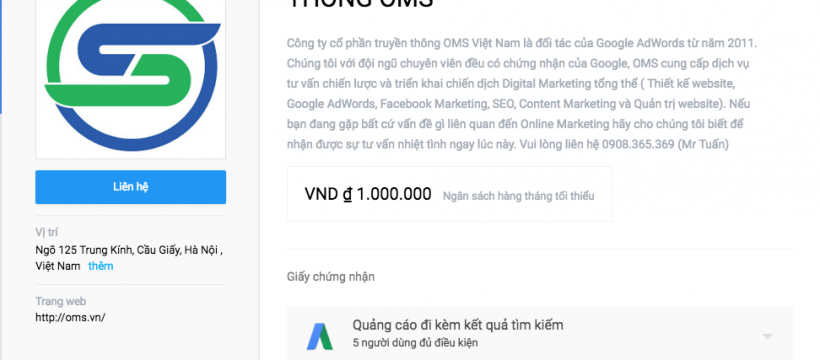 THÔNG OMS
Công ty cổ phần truyền thông OMS Việt Nam là đối tác của Google AdWords từ năm 2011.
Chúng tôi với đội ngũ chuyên viên đều có chứng nhận của Google, OMS cung cấp dịch vụ
tư vấn chiến lược và triển khai chiến dịch Digital Marketing tổng thể ( Thiết kế website,
Google AdWords, Facebook Marketing, SEO, Content Marketing và Quản trị website). Nếu
bạn đang gặp bất cứ vấn đề gì liên quan đến Online Marketing hãy cho chúng tôi biết để
nhận được sự tư vấn nhiệt tình ngay lúc này. Vui lòng liên hệ 0908.365.369 (Mr Tuấn)
VND ₫ 1.000.000 Ngân sách hàng tháng tối thiểu
Liên hệ
Vị trí
Ngõ 125 Trung Kính, Cầu Giấy, Hà Nội ,
Việt Nam thêm
Trang web
http://oms.vn/
Giấy chứng nhận
Quảng cáo đi kèm kết quả tìm kiếm
5 người dùng đủ điều kiện